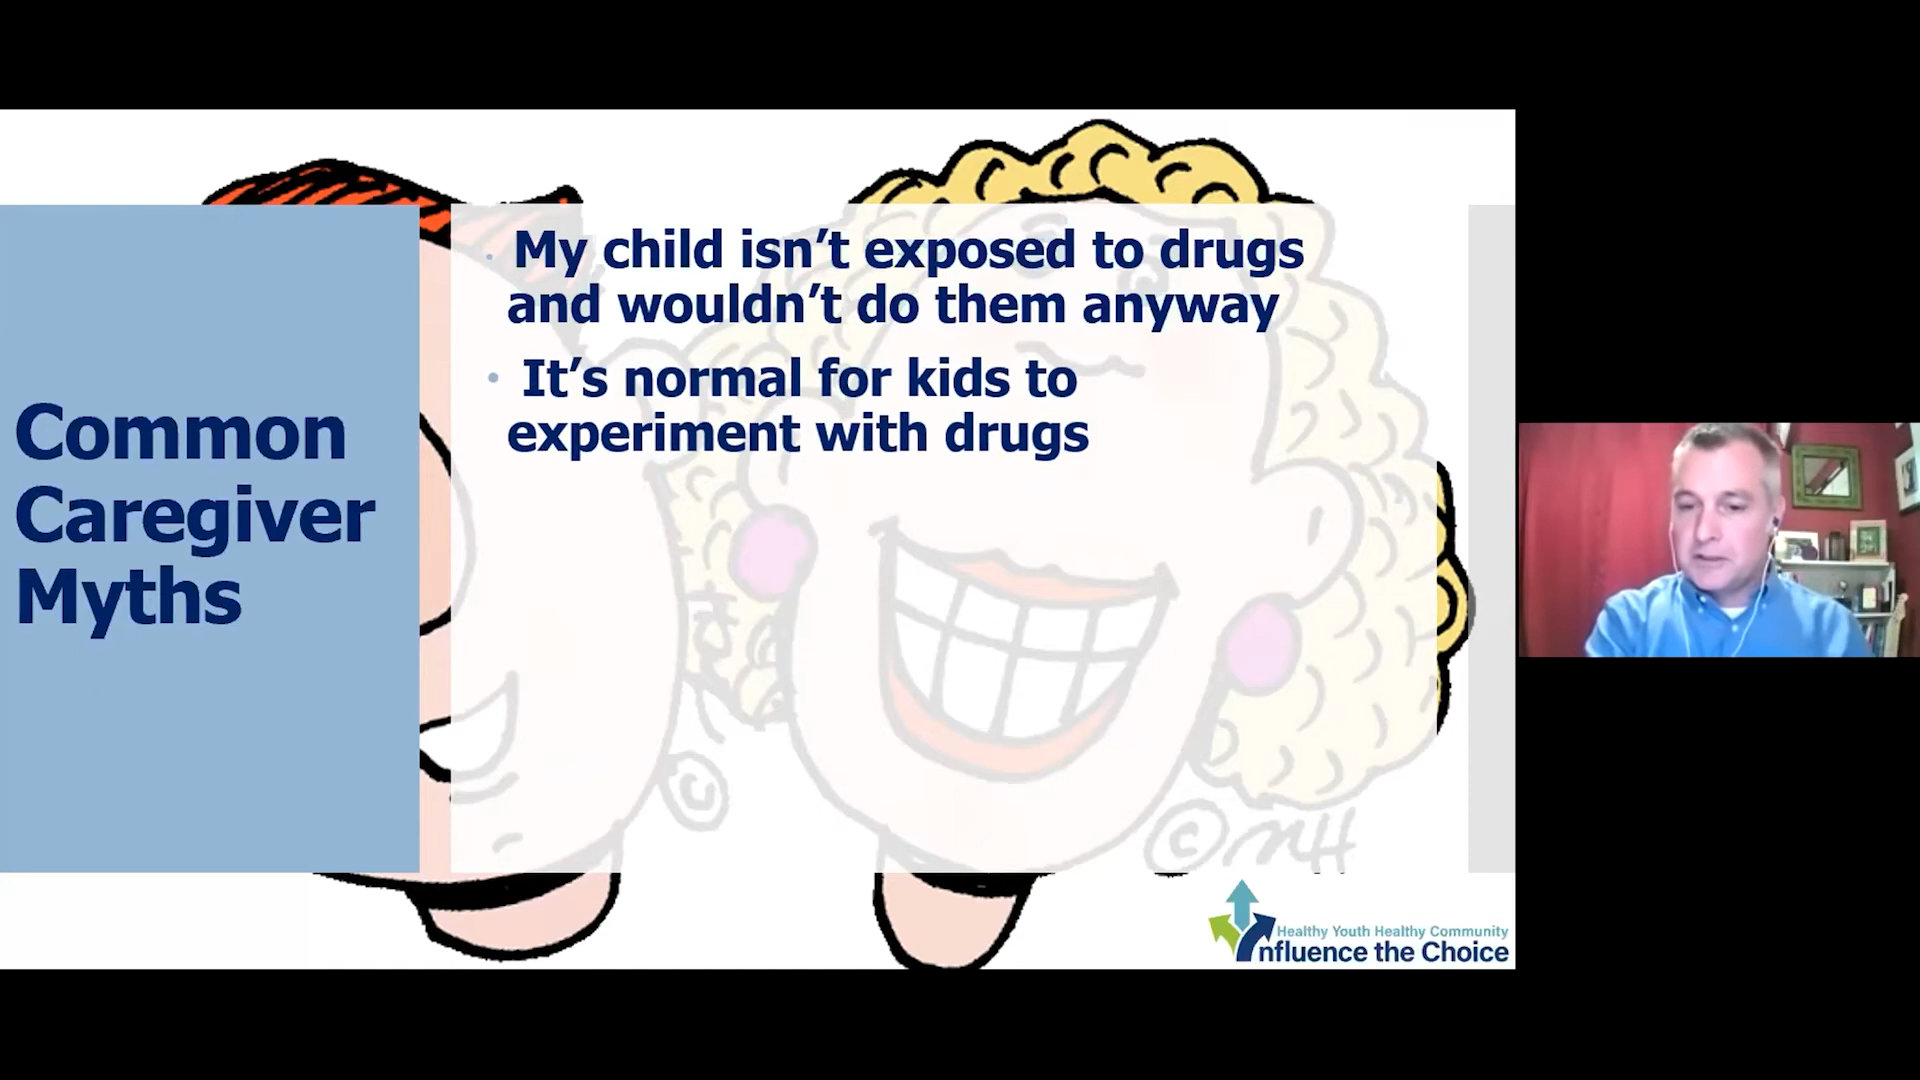 Common
Caregiver
Myths
• My child isn’t exposed to drugs
and wouldn’t do them anyway
• It’s normal for kids to
experiment with drugs
©
© MH
Healthy Youth Healthy Community
Influence the Choice